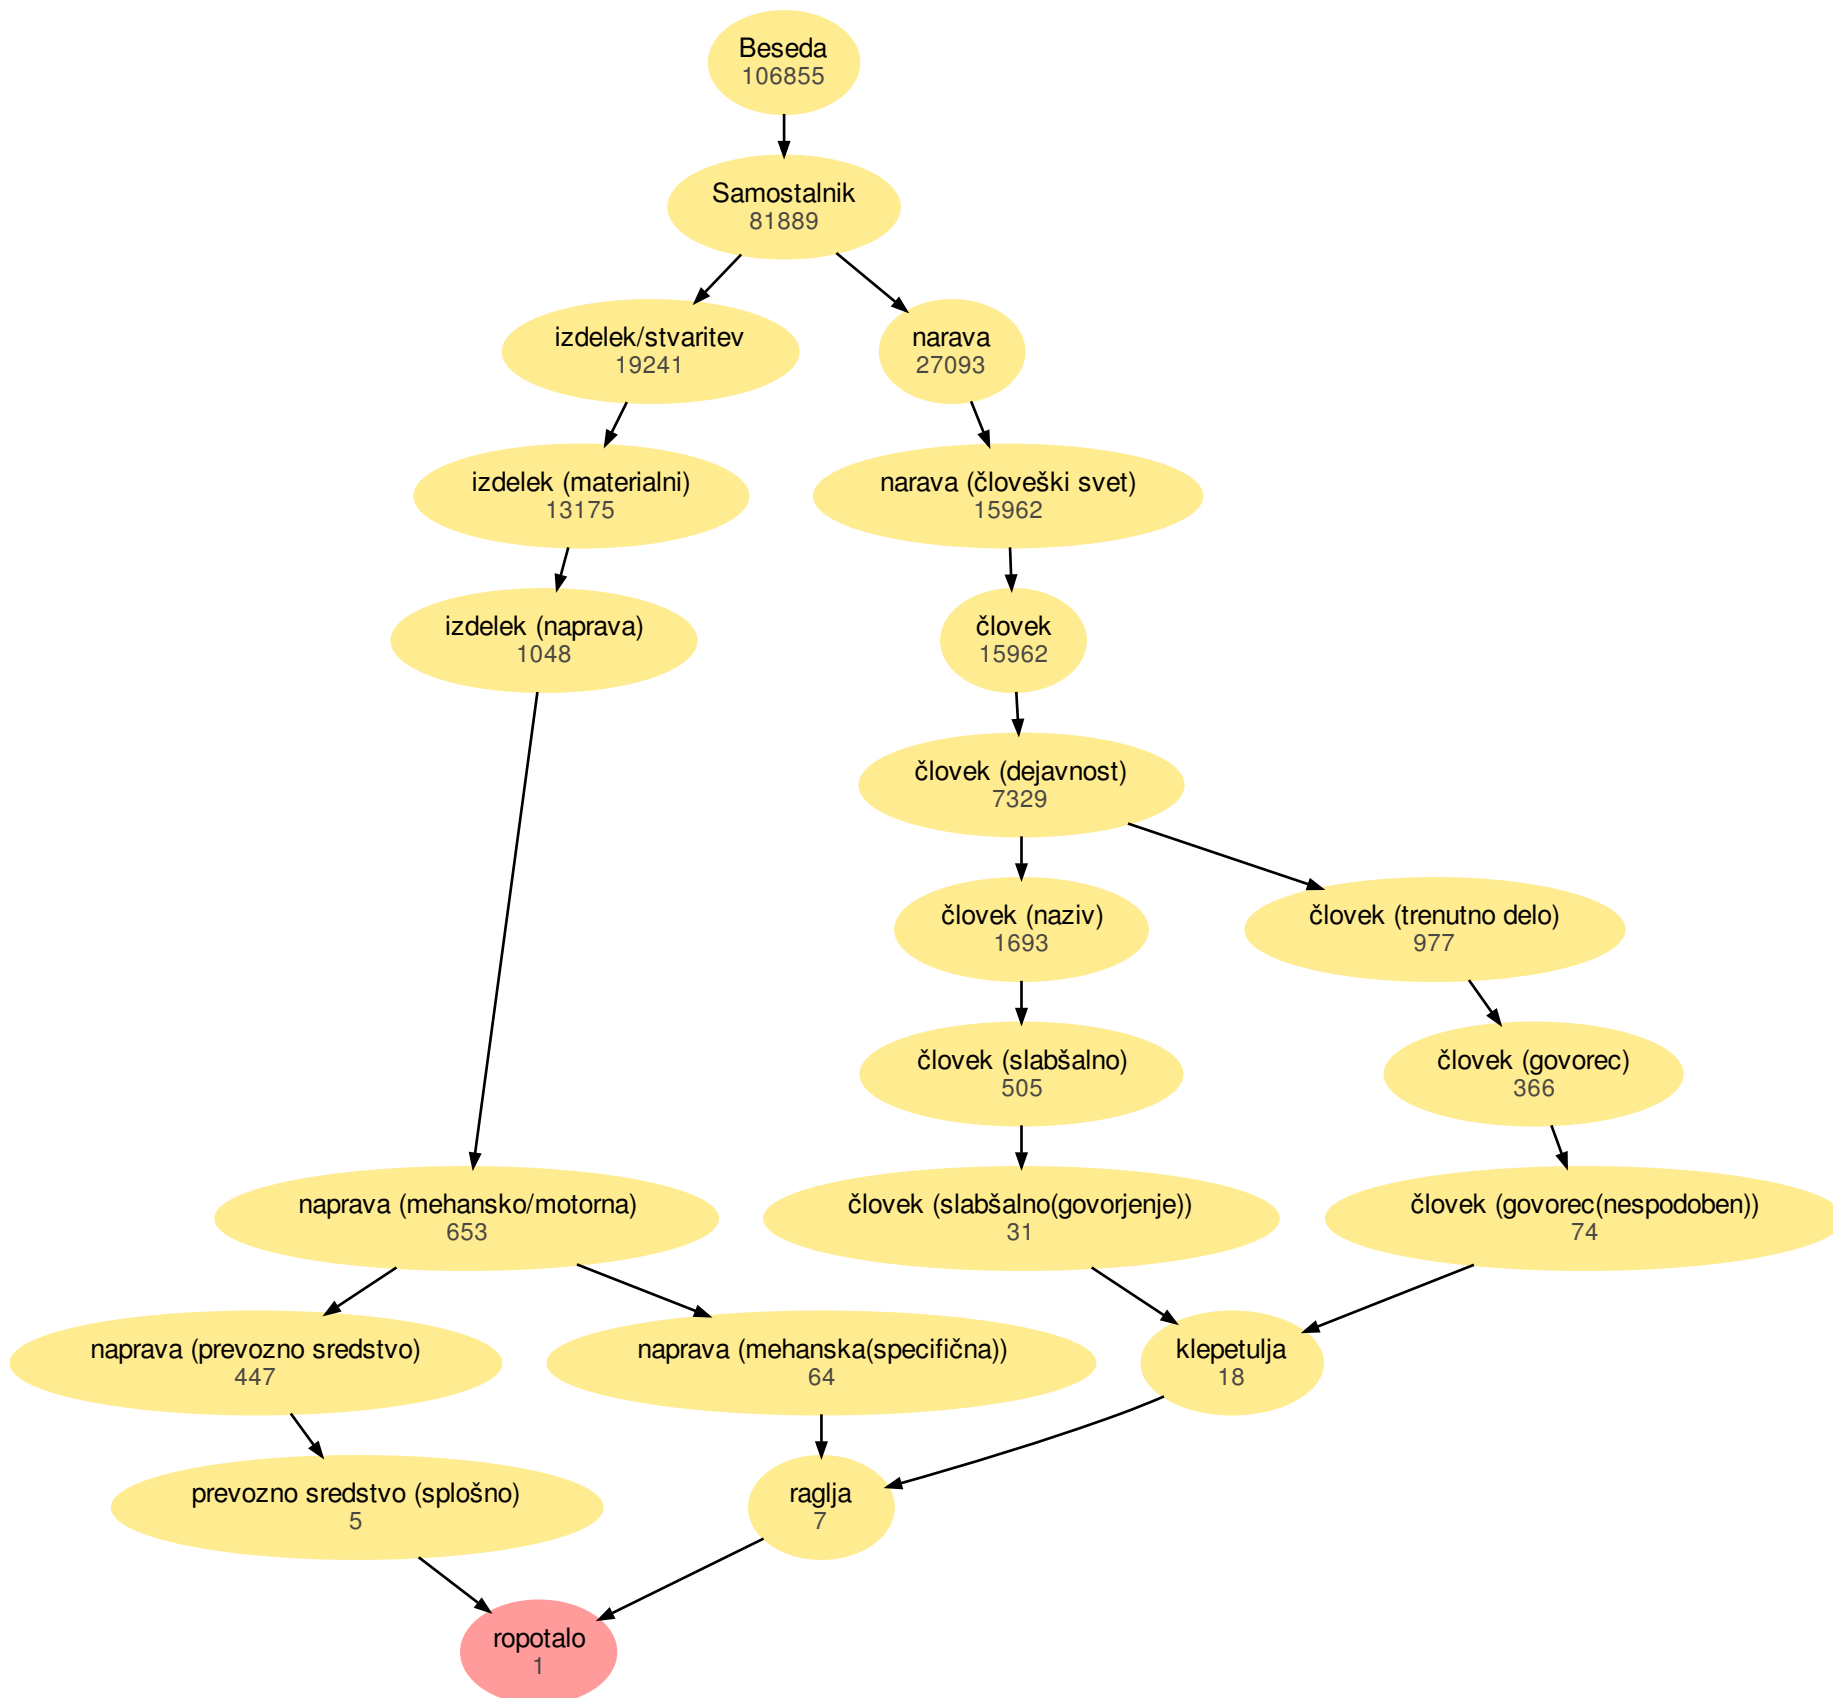 Beseda
106855
Samostalnik
81889
izdelek/stvaritev
19241
narava
27093
izdelek (materialni)
13175
narava (človeški svet)
15962
izdelek (naprava)
1048
človek
15962
človek (dejavnost)
7329
človek (naziv)
1693
človek (trenutno delo)
977
človek (slabšalno)
505
človek (govorec)
366
naprava (mehansko/motorna)
653
človek (slabšalno(govorjenje))
31
človek (govorec(nespodoben))
74
naprava (prevozno sredstvo)
447
naprava (mehanska(specifična))
64
klepetulja
18
prevozno sredstvo (splošno)
5
raglja
7
ropotalo
1